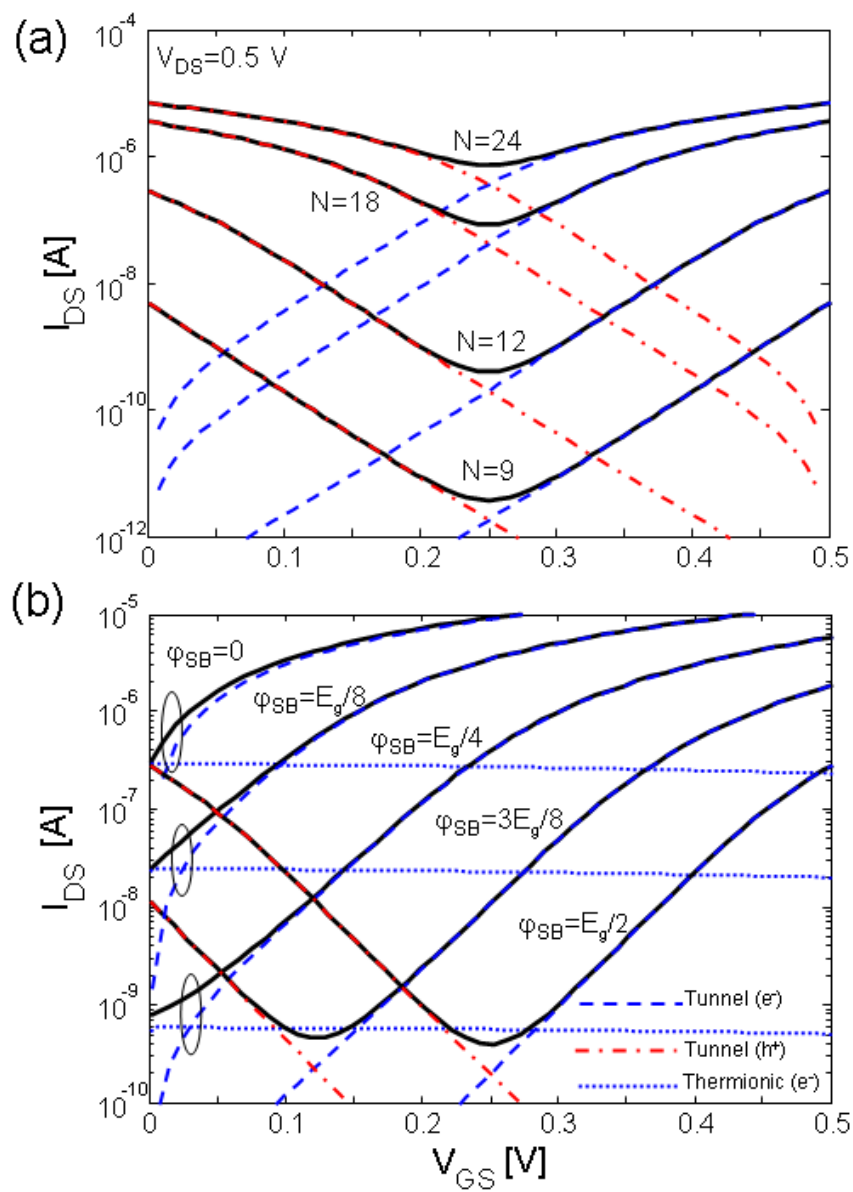 (a)
V_DS=0.5 V
10^-4
10^-6
10^-8
10^-10
10^-12
I_DS [A]
N=24
N=18
N=12
N=9
0 0.1 0.2 0.3 0.4 0.5
(b)
10^-5
10^-6
10^-7
10^-8
10^-9
10^-10
I_DS [A]
φ_SB=0
φ_SB=E_g/8
φ_SB=E_g/4
φ_SB=3E_g/8
φ_SB=E_g/2
Tunnel (e-)
Tunnel (h+)
Thermionic (e-)
0 0.1 0.2 0.3 0.4 0.5
V_GS [V]